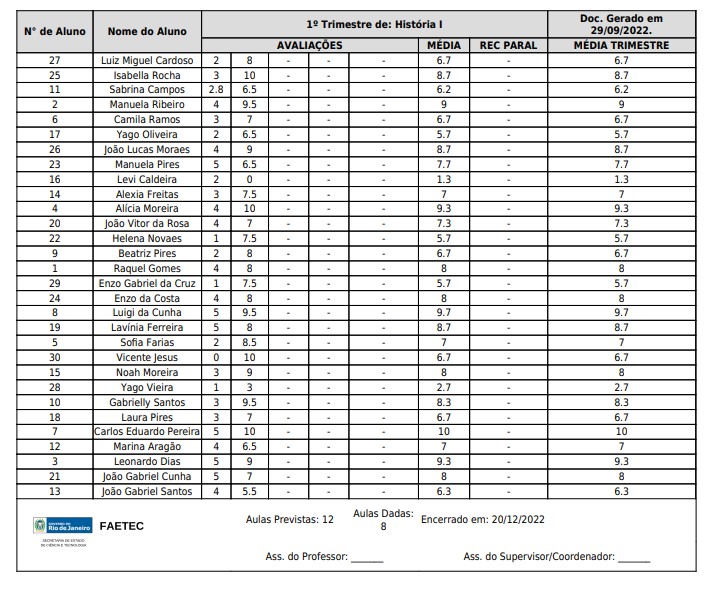 N° de Aluno Nome do Aluno 1º Trimestre de: História I Doc. Gerado em 29/09/2022.
AVALIAÇÕES MÉDIA REC PARAL MÉDIA TRIMESTRE
27 Luiz Miguel Cardoso 2 8 - - - 6.7 - 6.7
25 Isabella Rocha 3 10 - - - 8.7 - 8.7
11 Sabrina Campos 2.8 6.5 - - - 6.2 - 6.2
2 Manuela Ribeiro 4 9.5 - - - 9 - 9
6 Camila Ramos 3 7 - - - 6.7 - 6.7
17 Yago Oliveira 2 6.5 - - - 5.7 - 5.7
26 João Lucas Moraes 4 9 - - - 8.7 - 8.7
23 Manuela Pires 5 6.5 - - - 7.7 - 7.7
16 Levi Caldeira 2 0 - - - 1.3 - 1.3
14 Alexia Freitas 3 7.5 - - - 7 - 7
4 Alícia Moreira 4 10 - - - 9.3 - 9.3
20 João Vitor da Rosa 4 7 - - - 7.3 - 7.3
22 Helena Novaes 1 7.5 - - - 5.7 - 5.7
9 Beatriz Pires 2 8 - - - 6.7 - 6.7
1 Raquel Gomes 4 8 - - - 8 - 8
29 Enzo Gabriel da Cruz 1 7.5 - - - 5.7 - 5.7
24 Enzo da Costa 4 8 - - - 8 - 8
8 Luigi da Cunha 5 9.5 - - - 9.7 - 9.7
19 Lavínia Ferreira 5 8 - - - 8.7 - 8.7
5 Sofia Farias 2 8.5 - - - 7 - 7
30 Vicente Jesus 0 10 - - - 6.7 - 6.7
15 Noah Moreira 3 9 - - - 8 - 8
28 Yago Vieira 1 3 - - - 2.7 - 2.7
10 Gabrielly Santos 3 9.5 - - - 8.3 - 8.3
18 Laura Pires 3 7 - - - 6.7 - 6.7
7 Carlos Eduardo Pereira 5 10 - - - 10 - 10
12 Marina Aragão 4 6.5 - - - 7 - 7
3 Leonardo Dias 5 9 - - - 9.3 - 9.3
21 João Gabriel Cunha 5 7 - - - 8 - 8
13 João Gabriel Santos 4 5.5 - - - 6.3 - 6.3
GOVERNO DO
Rio de Janeiro
SECRETARIA DE ESTADO
DE CIÊNCIA E TECNOLOGIA
FAETEC
Aulas Previstas: 12 Aulas Dadas: 8 Encerrado em: 20/12/2022
Ass. do Professor: ______ Ass. do Supervisor/Coordenador: ______